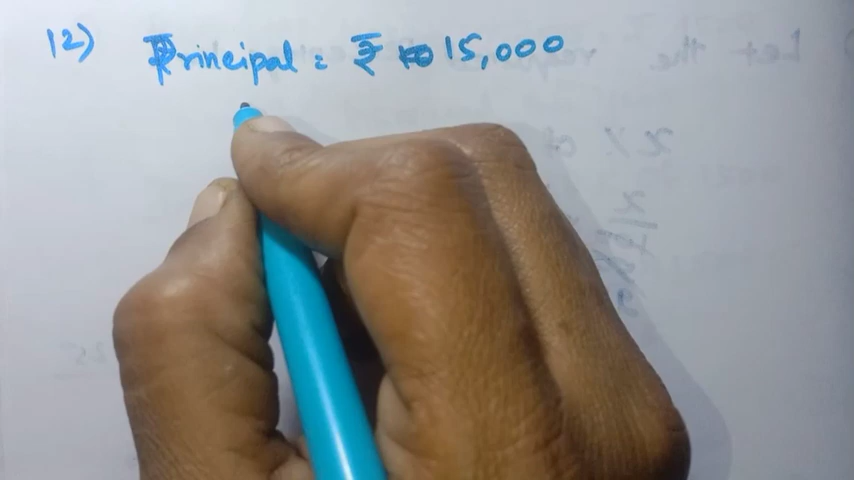 12) Principal = ₹ 15,000